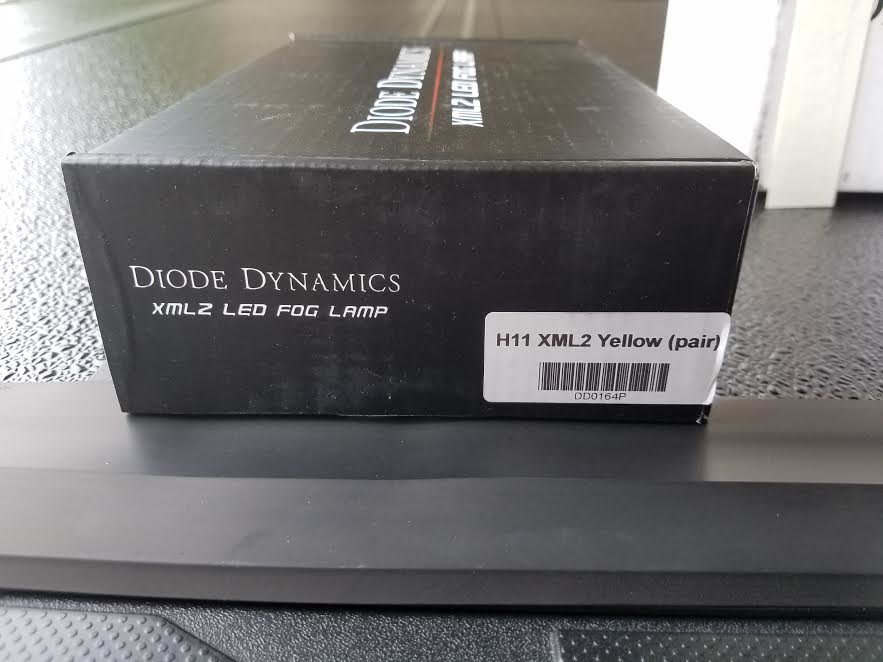 DIODE DYNAMICS
XML2 LED FOG LAMP
DIODE DYNAMICS
XML2 LED FOG LAMP
H11 XML2 Yellow (pair)
DD0164P